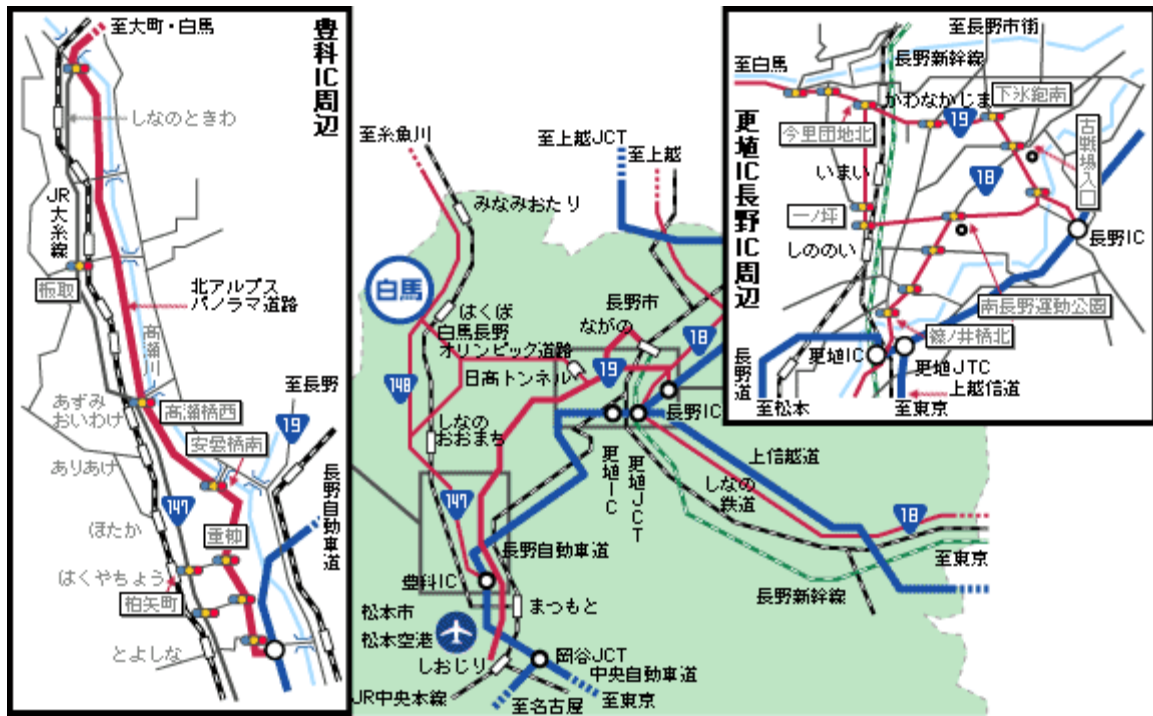 豊科IC周辺
至大町・白馬
しなのときわ
JR大糸線
板取
北アルプス
パノラマ道路
高瀬川
至長野
19
長野自動車道
あずみ
おいわけ
高瀬橋西
安曇橋南
ありあけ
147
ほたか
重柳
はくやちょう
柏矢町
とよしな
至糸魚川
みなみおたり
至上越JCT
至上越
白馬
はくば
白馬長野
オリンピック道路
日高トンネル
長野市
ながの
18
19
148
しなの
おおまち
長野IC
更埴IC
更埴JCT
上信越道
しなの
鉄道
18
至東京
長野新幹線
147
長野自動車道
豊科IC
まつもと
松本市
松本空港
しおじり
岡谷JCT
中央自動車道
JR中央本線
至名古屋
至東京
更埴IC長野IC周辺
至長野市街
長野新幹線
至白馬
かわなかじま
下氷鉋南
19
今里団地北
古戦場入口
いまい
18
一ノ坪
しののい
長野IC
南長野運動公園
篠ノ井橋北
更埴IC
更埴JTC
長野道
上越信道
至松本
至東京